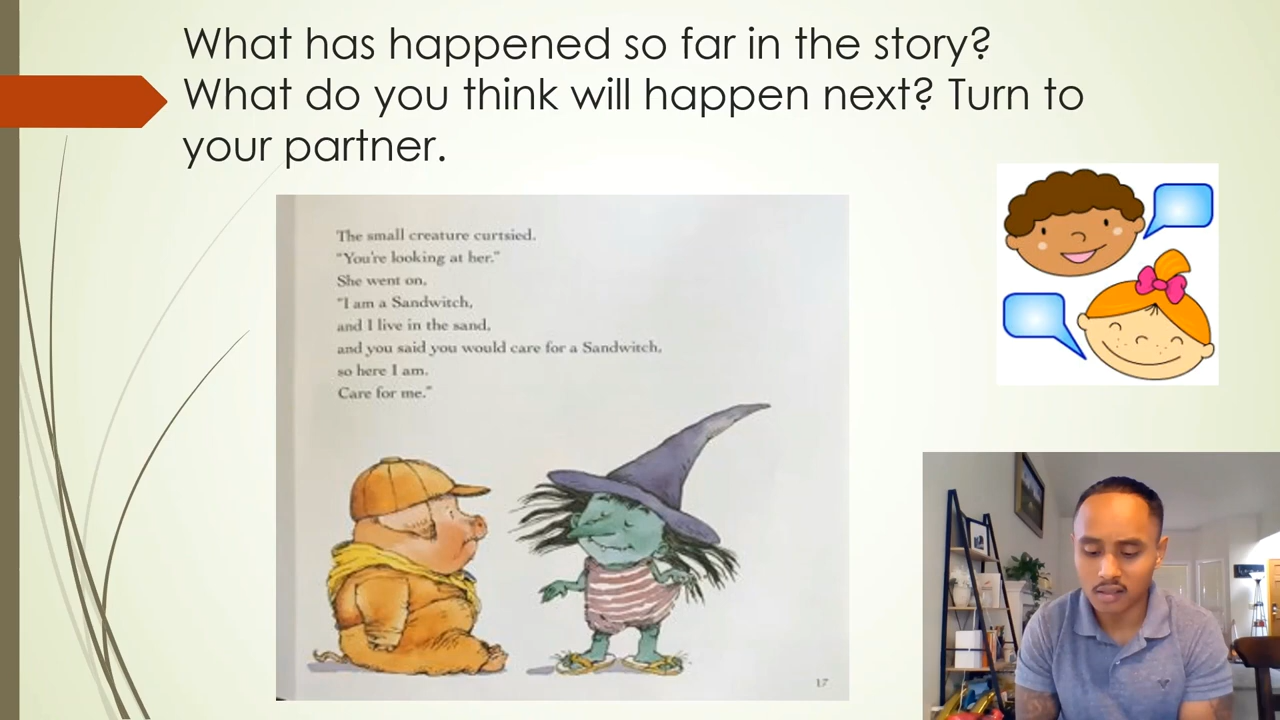 What has happened so far in the story?
What do you think will happen next? Turn to
your partner.
The small creature curtsied.
"You're looking at her."
She went on,
"I am a Sandwitch,
and I live in the sand,
and you said you would care for a Sandwitch,
so here I am.
Care for me."
17